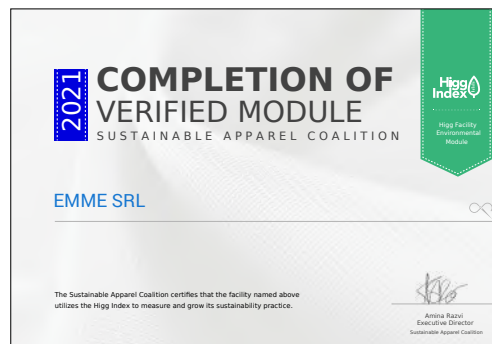 2021
COMPLETION OF
VERIFIED MODULE
SUSTAINABLE APPAREL COALITION
Higg
Index
Higg Facility
Environmental
Module
EMME SRL
The Sustainable Apparel Coalition certifies that the facility named above
utilizes the Higg Index to measure and grow its sustainability practice.
Amina Razvi
Executive Director
Sustainable Apparel Coalition